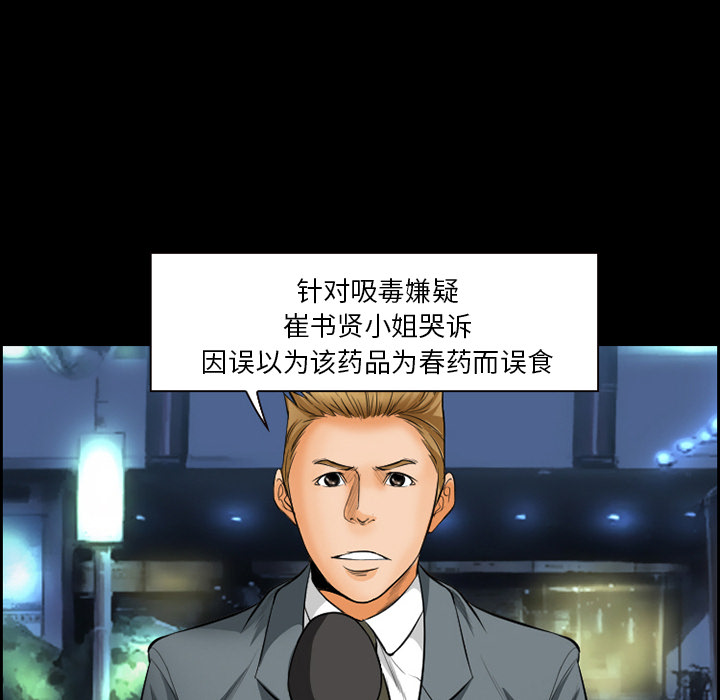 针对吸毒嫌疑
崔书贤小姐哭诉
因误以为该药品为春药而误食